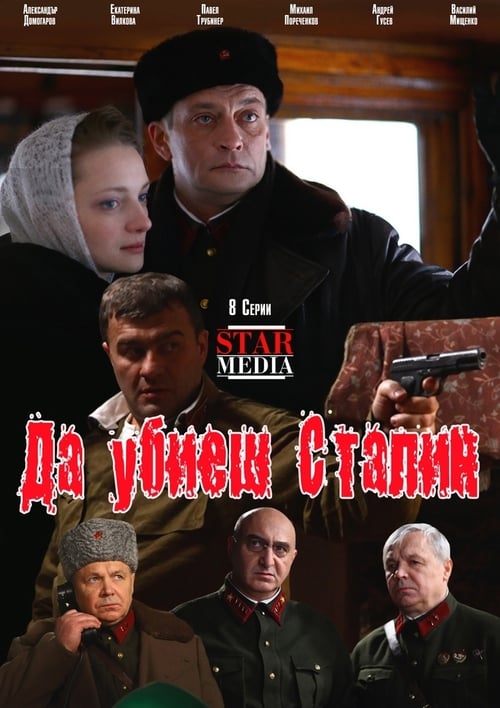 Александър Екатерина Павел Михаил Андрей Василий
Домогаров Вилкова Трубинер Пореченков Гусев Мищенко
8 Серии
STAR
MEDIA
Да убиеш Сталин